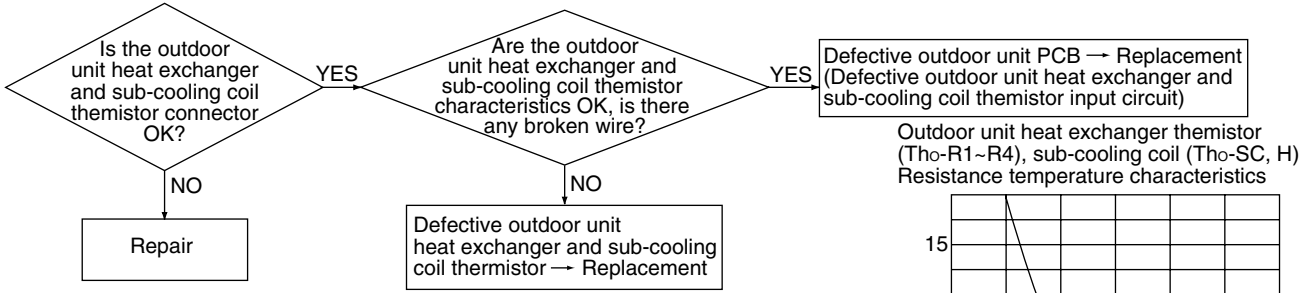 Is the outdoor
unit heat exchanger
and sub-cooling coil
themistor connector
OK?
YES
NO
Repair
Are the outdoor
unit heat exchanger and
sub-cooling coil themistor
characteristics OK, is there
any broken wire?
YES
NO
Defective outdoor unit
heat exchanger and sub-cooling
coil thermistor → Replacement
Defective outdoor unit PCB → Replacement
(Defective outdoor unit heat exchanger and
sub-cooling coil themistor input circuit)
Outdoor unit heat exchanger themistor
(Tho-R1~R4), sub-cooling coil (Tho-SC, H)
Resistance temperature characteristics
15